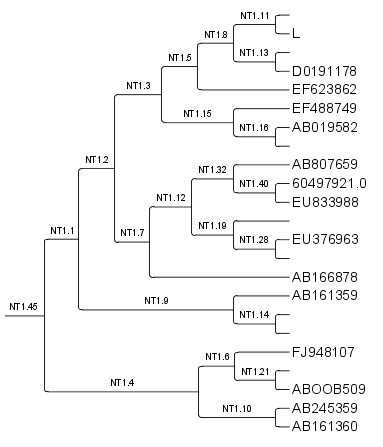 NT1.11
L
NT1.8
NT1.13
D0191178
NT1.5
EF623862
NT1.3
EF488749
NT1.15
AB019582
NT1.16
NT1.2
AB807659
NT1.32
60497921.0
NT1.40
EU833988
NT1.12
NT1.19
EU376963
NT1.28
NT1.7
NT1.1
AB166878
AB161359
NT1.9
NT1.14
NT1.45
FJ948107
NT1.6
NT1.21
NT1.4
ABOOB509
AB245359
NT1.10
AB161360